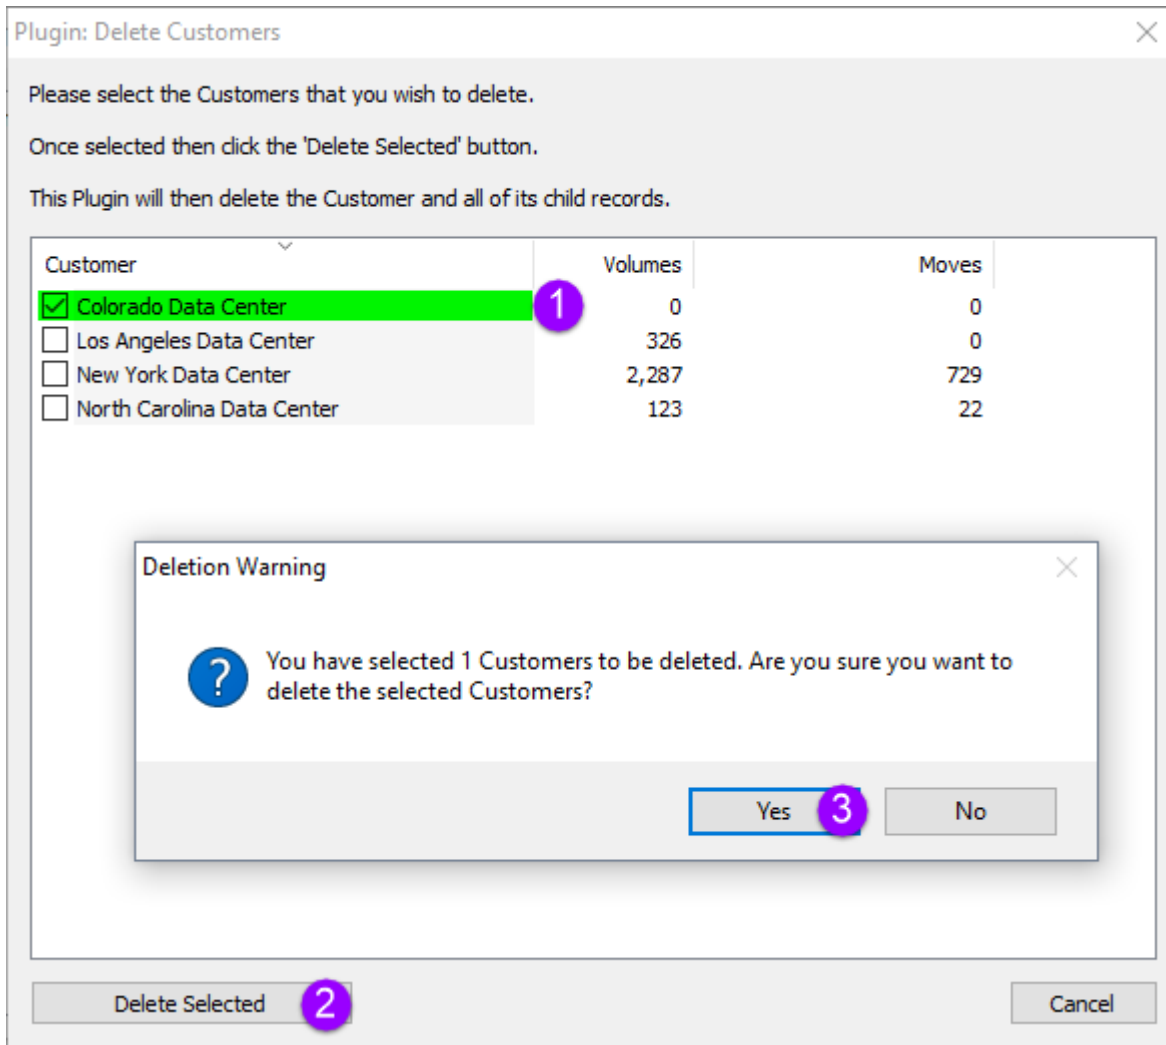 Plugin: Delete Customers
Please select the Customers that you wish to delete.
Once selected then click the 'Delete Selected' button.
This Plugin will then delete the Customer and all of its child records.
Customer Volumes Moves
Colorado Data Center 1 0 0
Los Angeles Data Center 326 0
New York Data Center 2,287 729
North Carolina Data Center 123 22
Deletion Warning
? You have selected 1 Customers to be deleted. Are you sure you want to
delete the selected Customers?
Yes 3 No
Delete Selected 2 Cancel